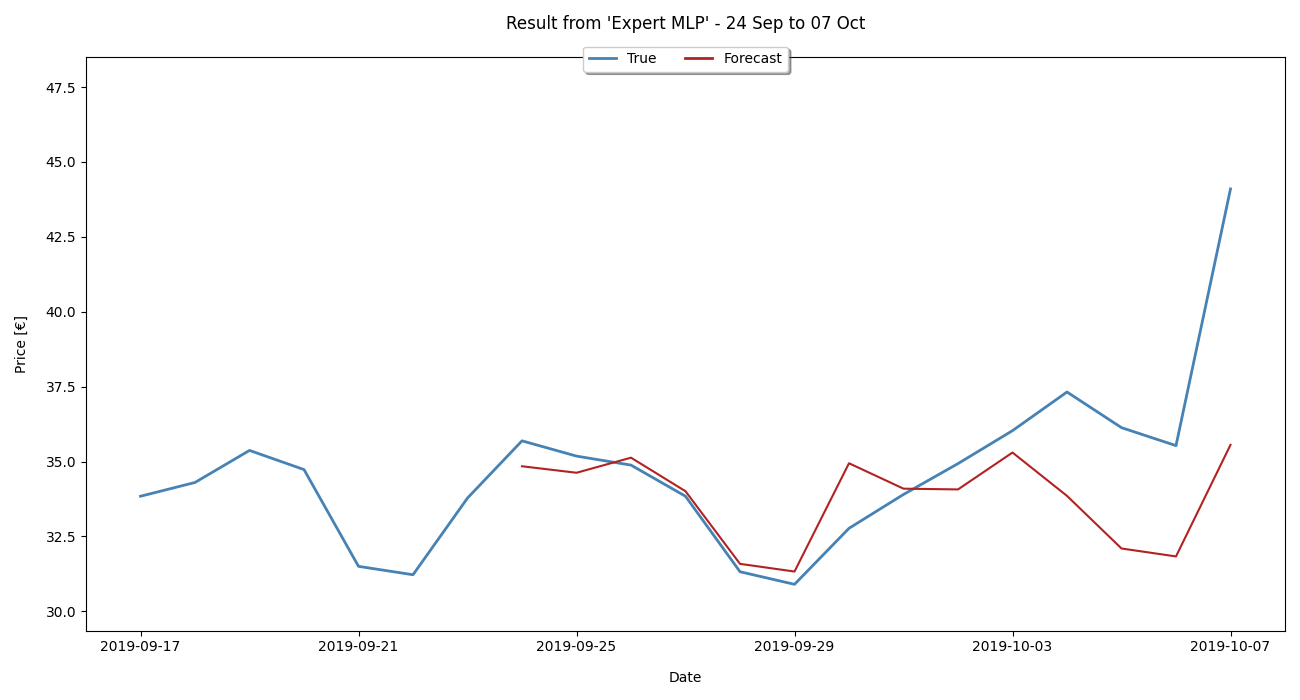 Result from 'Expert MLP' - 24 Sep to 07 Oct
True Forecast
47.5
45.0
42.5
40.0
37.5
35.0
32.5
30.0
Price [€]
2019-09-17 2019-09-21 2019-09-25 2019-09-29 2019-10-03 2019-10-07
Date